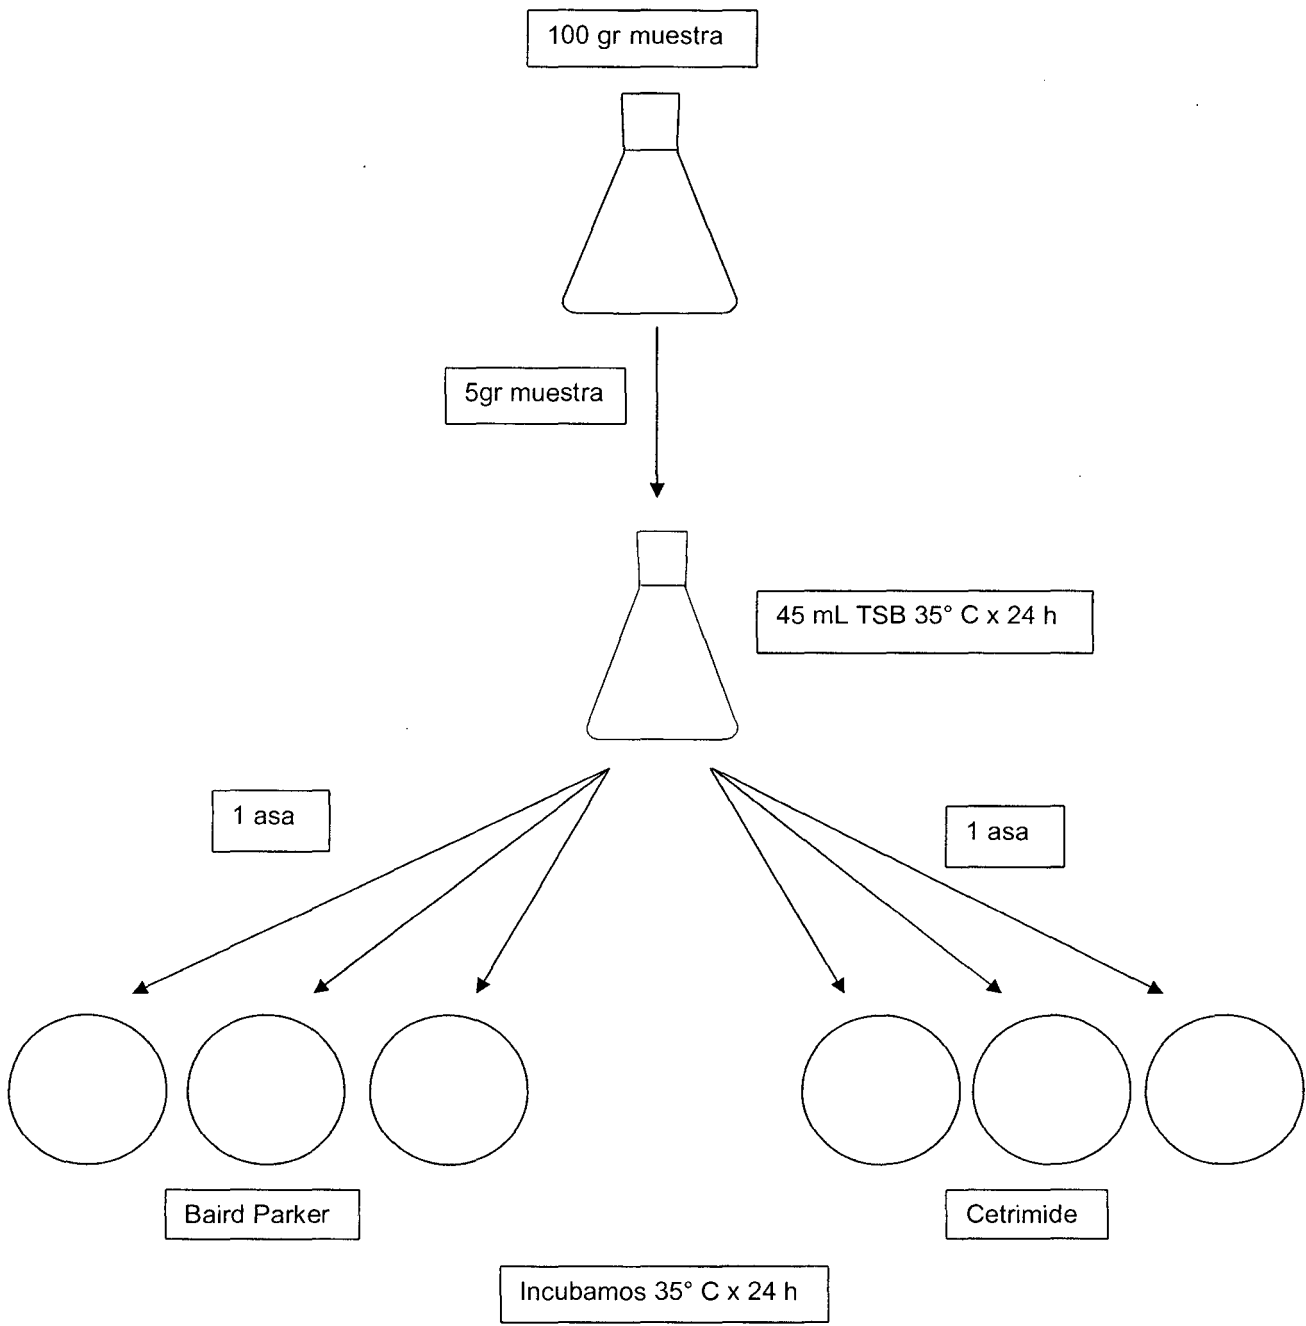 100 gr muestra
5gr muestra
45 mL TSB 35° C x 24 h
1 asa
1 asa
Baird Parker
Cetrimide
Incubamos 35° C x 24 h